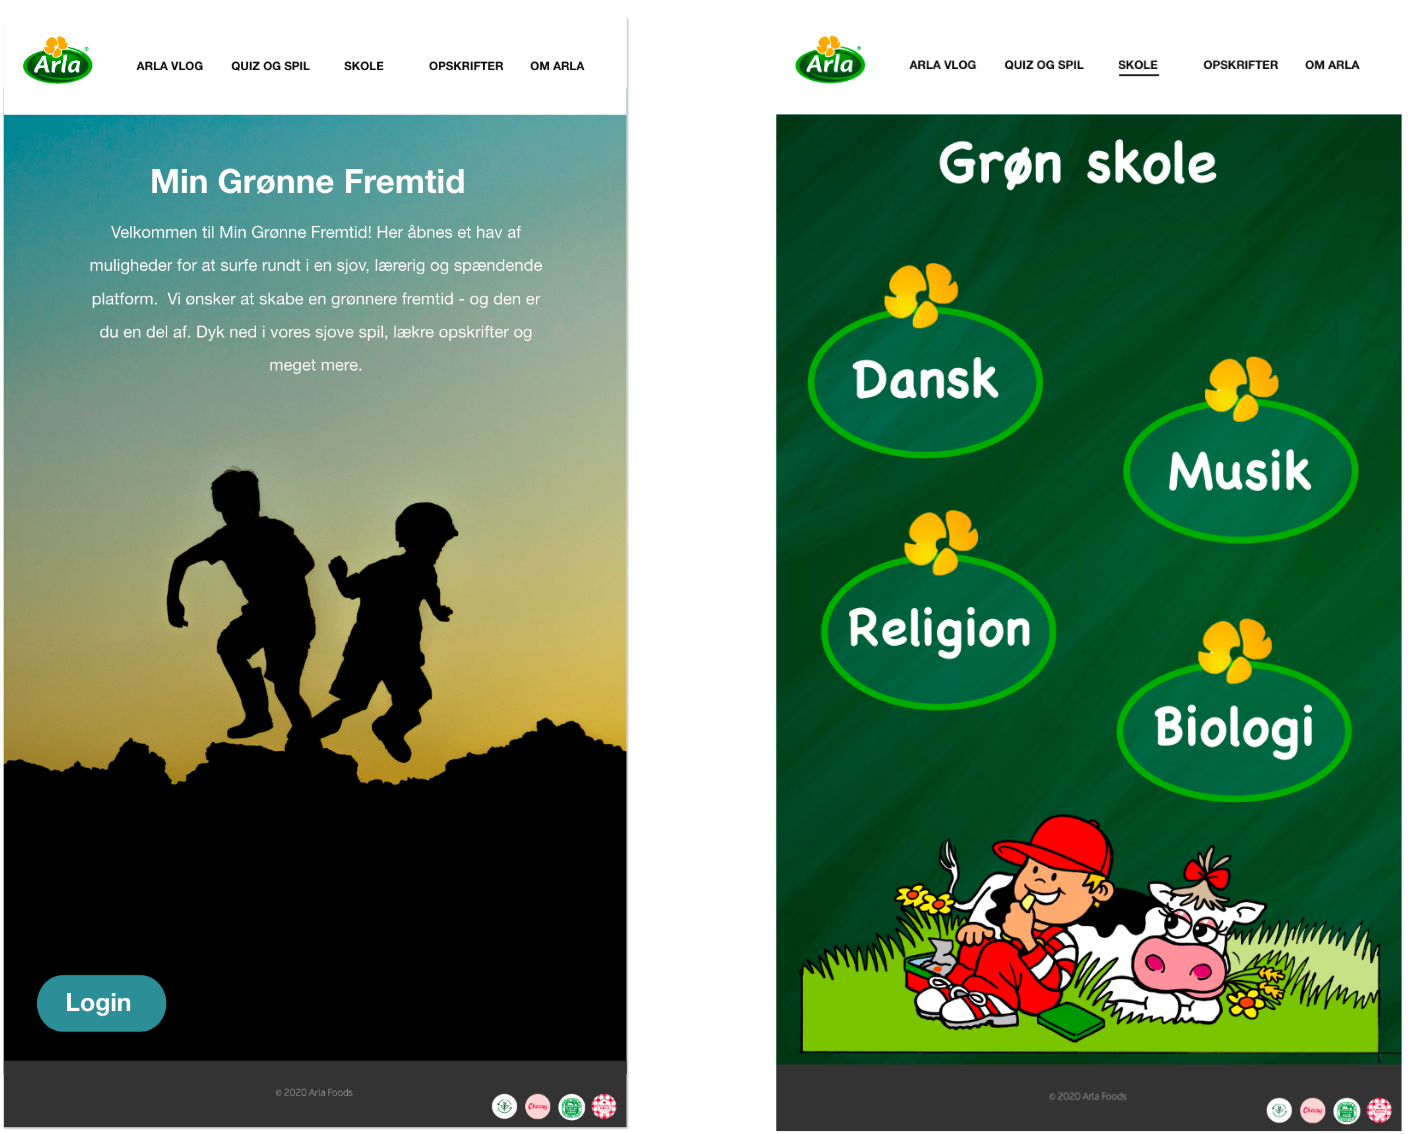 Arla
ARLA VLOG QUIZ OG SPIL SKOLE OPSKRIFTER OM ARLA
Min Grønne Fremtid
Velkommen til Min Grønne Fremtid! Her åbnes et hav af
muligheder for at surfe rundt i en sjov, lærerig og spændende
platform. Vi ønsker at skabe en grønnere fremtid - og den er
du en del af. Dyk ned i vores sjove spil, lækre opskrifter og
meget mere.
Login
© 2020 Arla Foods
Arla
ARLA VLOG QUIZ OG SPIL SKOLE OPSKRIFTER OM ARLA
Grøn skole
Dansk
Musik
Religion
Biologi
© 2020 Arla Foods